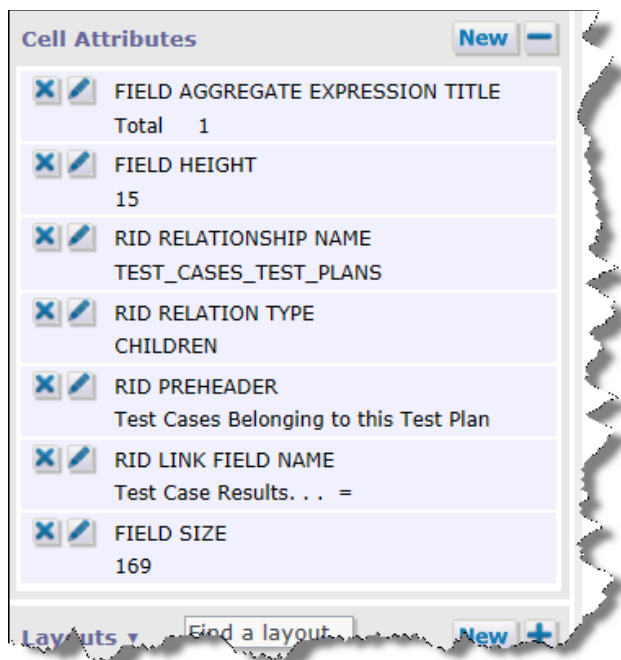 Cell Attributes New
FIELD AGGREGATE EXPRESSION TITLE
Total 1
FIELD HEIGHT
15
RID RELATIONSHIP NAME
TEST_CASES_TEST_PLANS
RID RELATION TYPE
CHILDREN
RID PREHEADER
Test Cases Belonging to this Test Plan
RID LINK FIELD NAME
Test Case Results. . . =
FIELD SIZE
169
Layouts Find a layout New